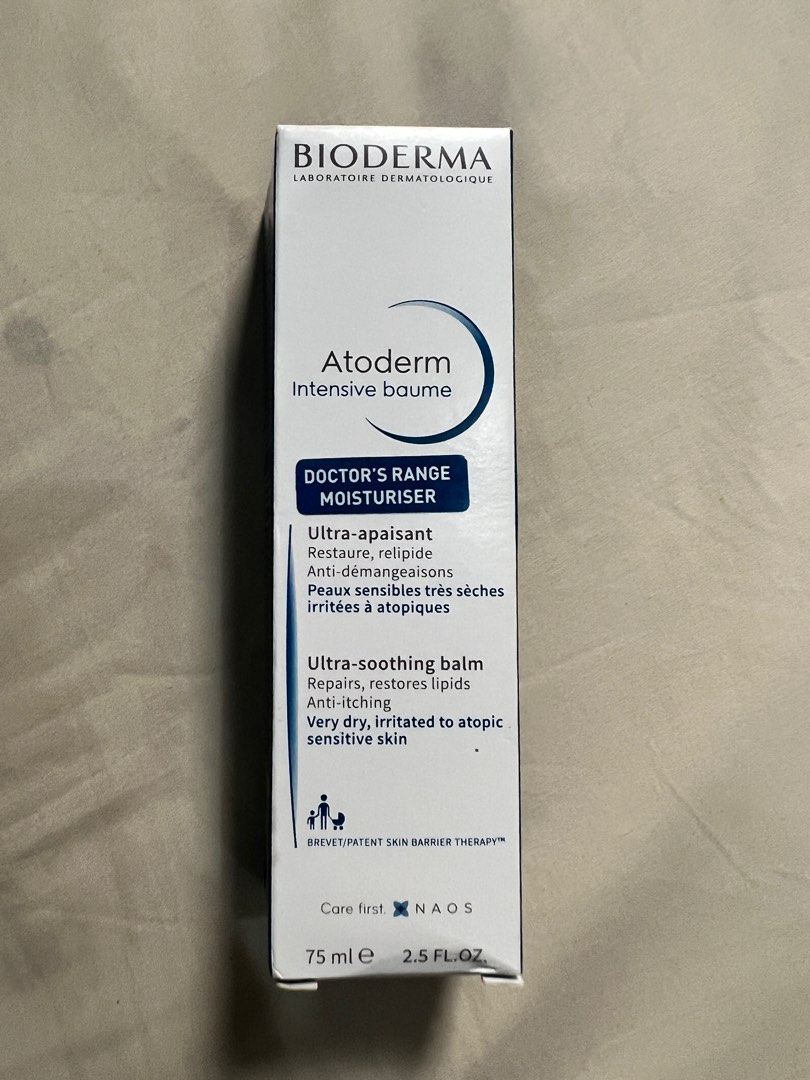 BIODERMA
LABORATOIRE DERMATOLOGIQUE
Atoderm
Intensive baume
DOCTOR'S RANGE
MOISTURISER
Ultra-apaisant
Restaure, relipide
Anti-démangeaisons
Peaux sensibles très sèches
irritées à atopiques
Ultra-soothing balm
Repairs, restores lipids
Anti-itching
Very dry, irritated to atopic
sensitive skin
BREVET/PATENT SKIN BARRIER THERAPY™
Care first. NAOS
75 ml ℮ 2.5 FL.OZ.